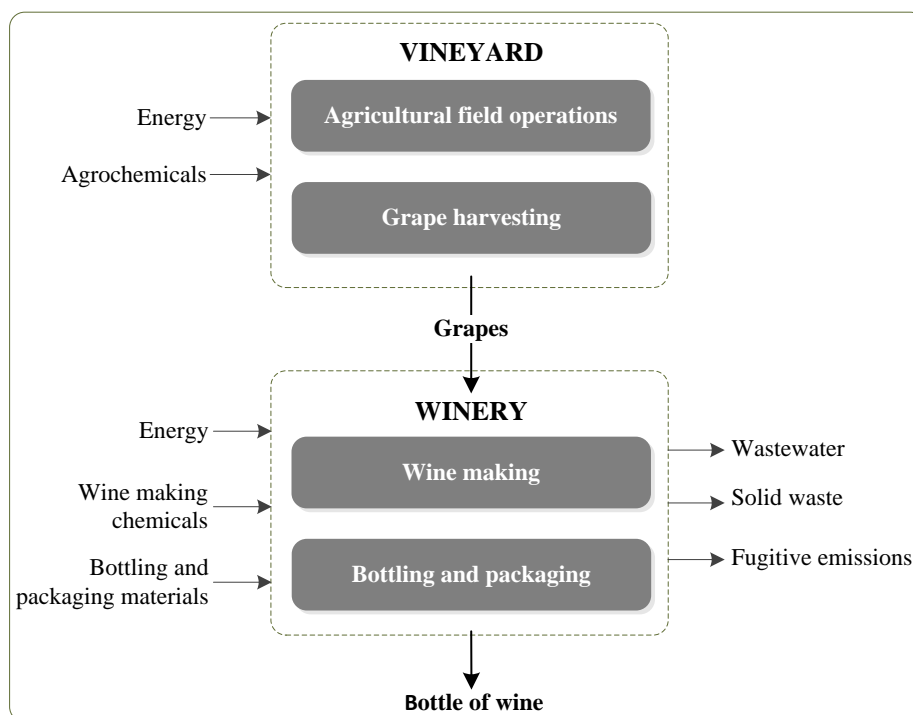 VINEYARD
Energy
Agricultural field operations
Agrochemicals
Grape harvesting
Grapes
WINERY
Energy
Wine making
Wastewater
Wine making
chemicals
Solid waste
Bottling and
packaging materials
Bottling and packaging
Fugitive emissions
Bottle of wine